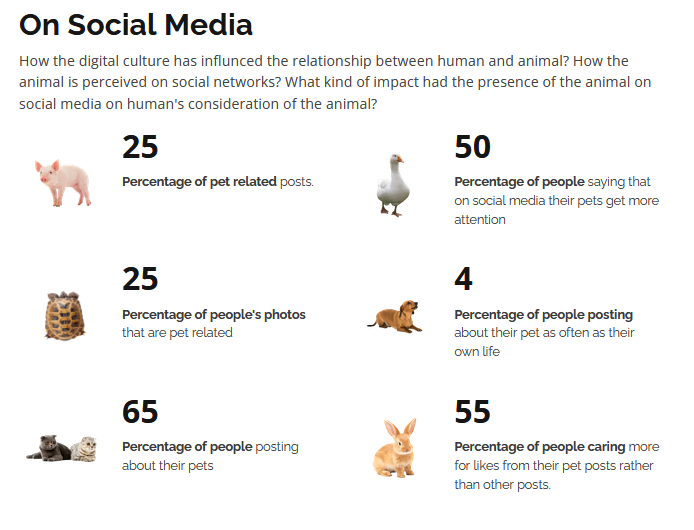 On Social Media
How the digital culture has influnced the relationship between human and animal? How the
animal is perceived on social networks? What kind of impact had the presence of the animal on
social media on human's consideration of the animal?
25
Percentage of pet related posts.
50
Percentage of people saying that
on social media their pets get more
attention
25
Percentage of people's photos
that are pet related
4
Percentage of people posting
about their pet as often as their
own life
65
Percentage of people posting
about their pets
55
Percentage of people caring more
for likes from their pet posts rather
than other posts.